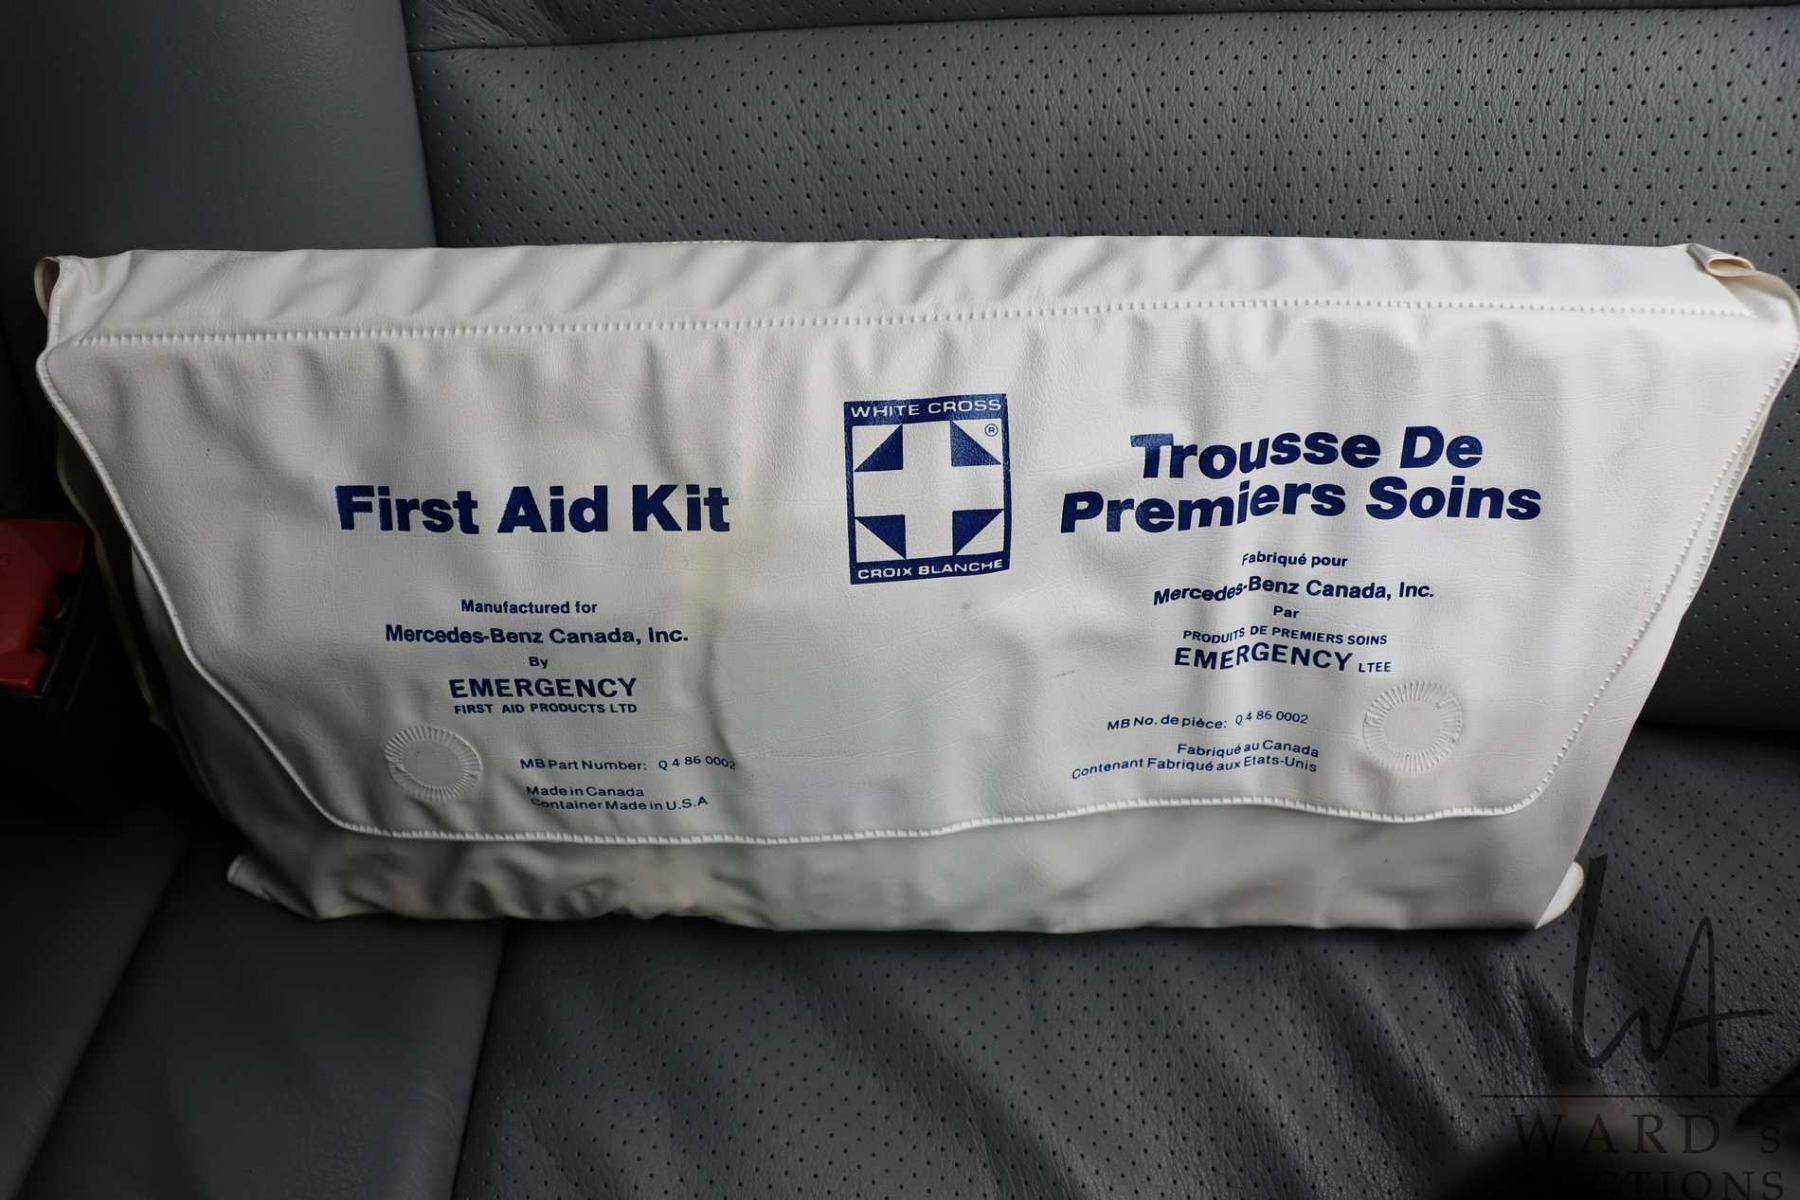 First Aid Kit
Manufactured for
Mercedes-Benz Canada, Inc.
By
EMERGENCY
FIRST AID PRODUCTS LTD
MB Part Number: Q 4 86 0002
Made in Canada
Container Made in U.S.A
WHITE CROSS
®
CROIX BLANCHE
Trousse De
Premiers Soins
Fabriqué pour
Mercedes-Benz Canada, Inc.
Par
PRODUITS DE PREMIERS SOINS
EMERGENCY LTEE
MB No. de pièce: Q 4 86 0002
Fabriqué au Canada
Contenant Fabriqué aux Etats-Unis
WA
WARD s